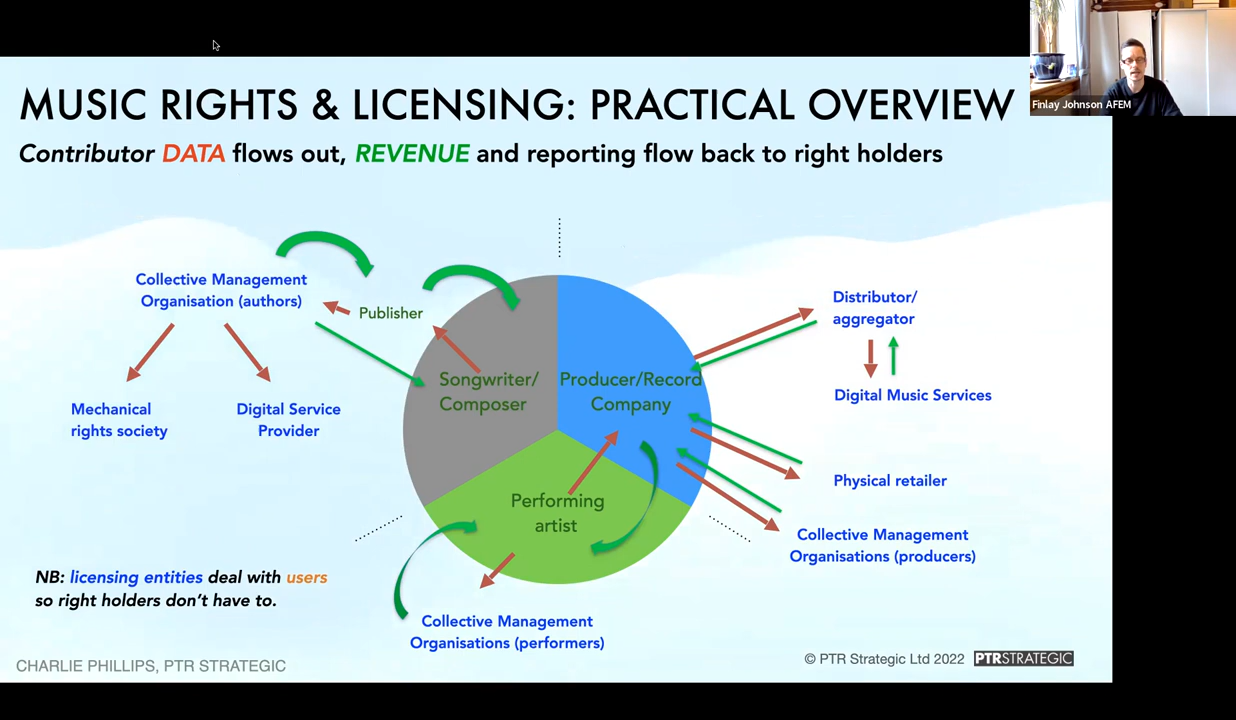 MUSIC RIGHTS & LICENSING: PRACTICAL OVERVIEW
Finlay Johnson AFEM
Contributor DATA flows out, REVENUE and reporting flow back to right holders
Collective Management
Organisation (authors)
Publisher
Mechanical
rights society
Digital Service
Provider
Songwriter/
Composer
Producer/Record
Company
Performing
artist
Distributor/
aggregator
Digital Music Services
Physical retailer
Collective Management
Organisations (producers)
NB: licensing entities deal with users
so right holders don't have to.
Collective Management
Organisations (performers)
CHARLIE PHILLIPS, PTR STRATEGIC
© PTR Strategic Ltd 2022 PTRSTRATEGIC